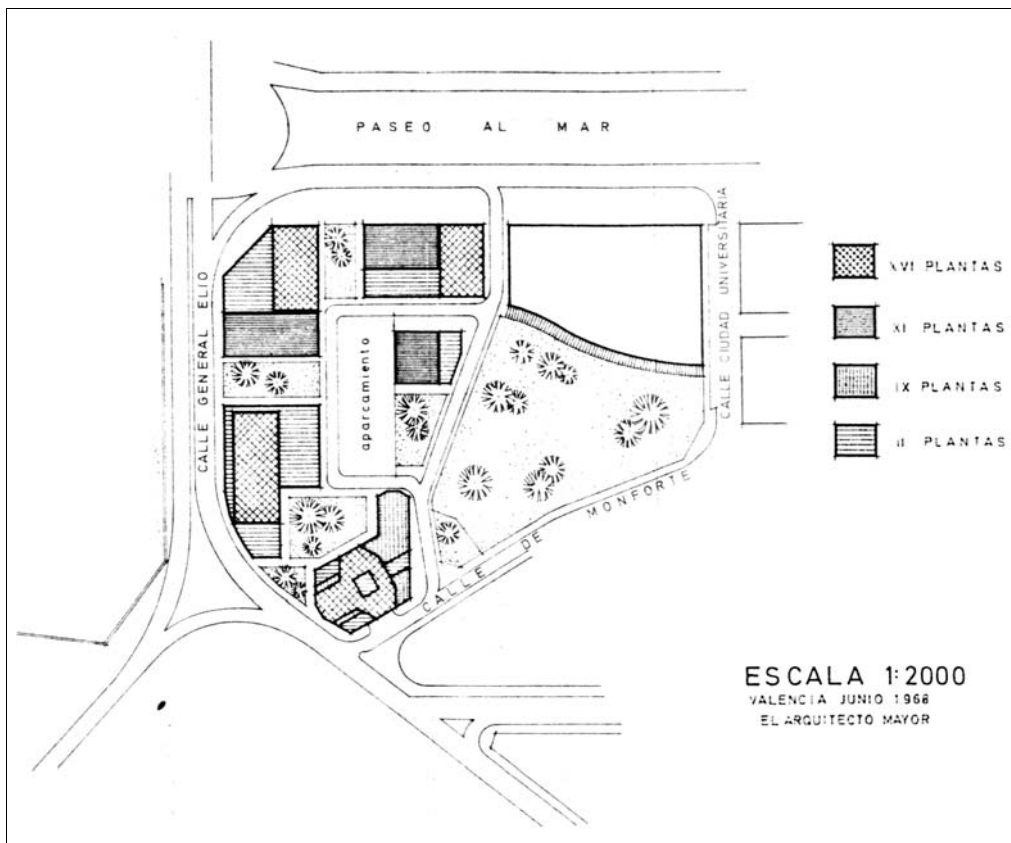 PASEO AL MAR
CALLE GENERAL ELIO
CALLE CIUDAD UNIVERSITARIA
aparcamiento
CALLE DE MONFORTE
XVI PLANTAS
XI PLANTAS
IX PLANTAS
II PLANTAS
ESCALA 1:2000
VALENCIA JUNIO 1968
EL ARQUITECTO MAYOR